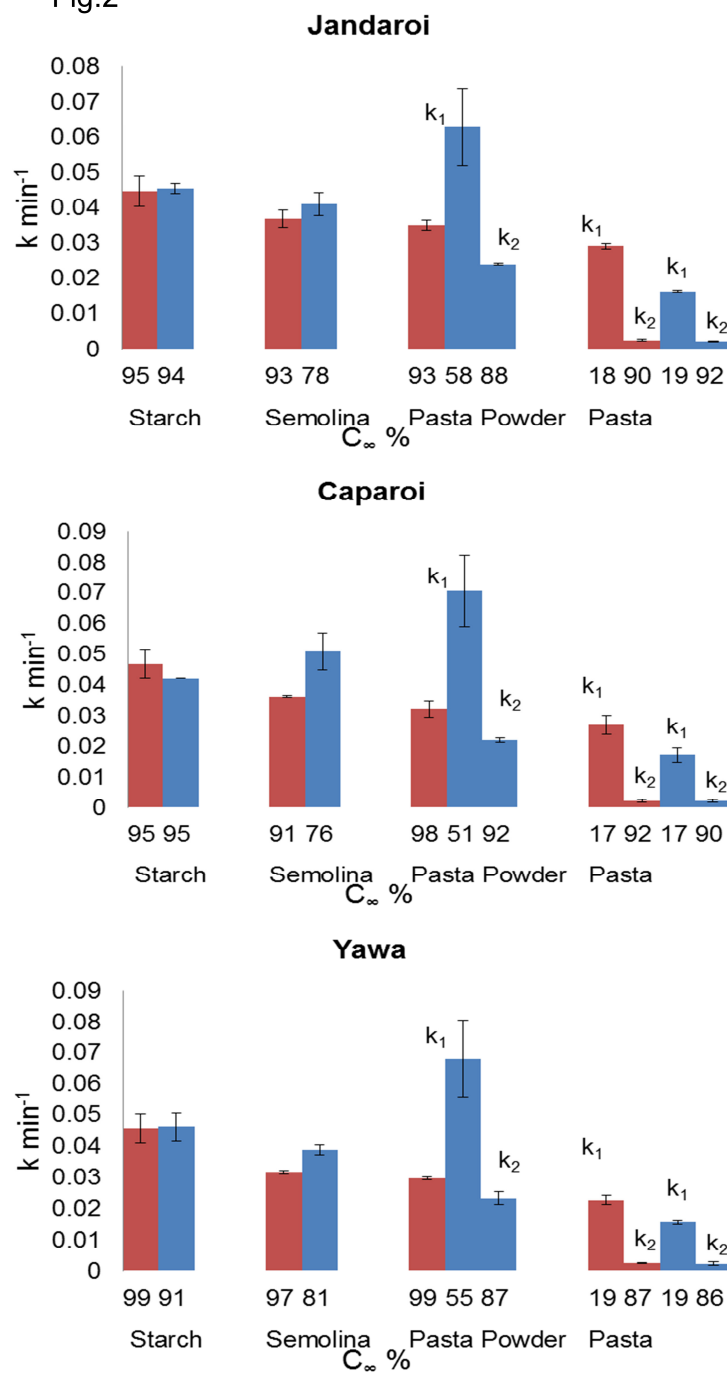 Fig.2
Jandaroi
0.08
0.07
0.06
0.05
0.04
0.03
0.02
0.01
0
k min-1
k1
k2
k1
k2
k1
k2
95 94 93 78 93 58 88 18 90 19 92
Starch Semolina Pasta Powder Pasta
C∞ %
Caparoi
0.09
0.08
0.07
0.06
0.05
0.04
0.03
0.02
0.01
0
k min-1
k1
k2
k1
k2
k1
k2
95 95 91 76 98 51 92 17 92 17 90
Starch Semolina Pasta Powder Pasta
C∞ %
Yawa
0.09
0.08
0.07
0.06
0.05
0.04
0.03
0.02
0.01
0
k min-1
k1
k2
k1
k2
k1
k2
99 91 97 81 99 55 87 19 87 19 86
Starch Semolina Pasta Powder Pasta
C∞ %